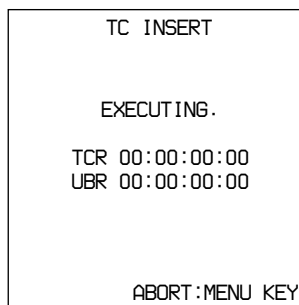 TC INSERT
EXECUTING.
TCR 00:00:00:00
UBR 00:00:00:00
ABORT:MENU KEY